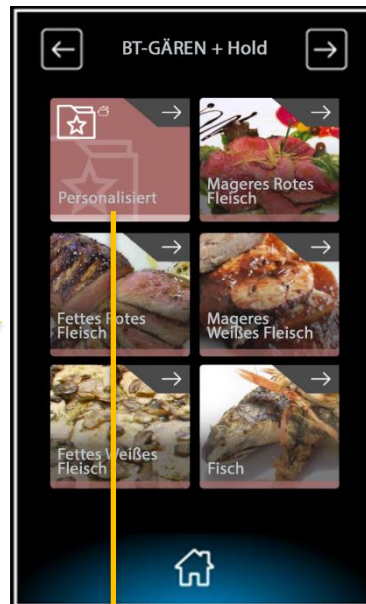 BT-GÄREN + Hold
Personalisiert
Mageres Rotes
Fleisch
Fettes Rotes
Fleisch
Mageres
Weißes Fleisch
Fettes Weißes
Fleisch
Fisch